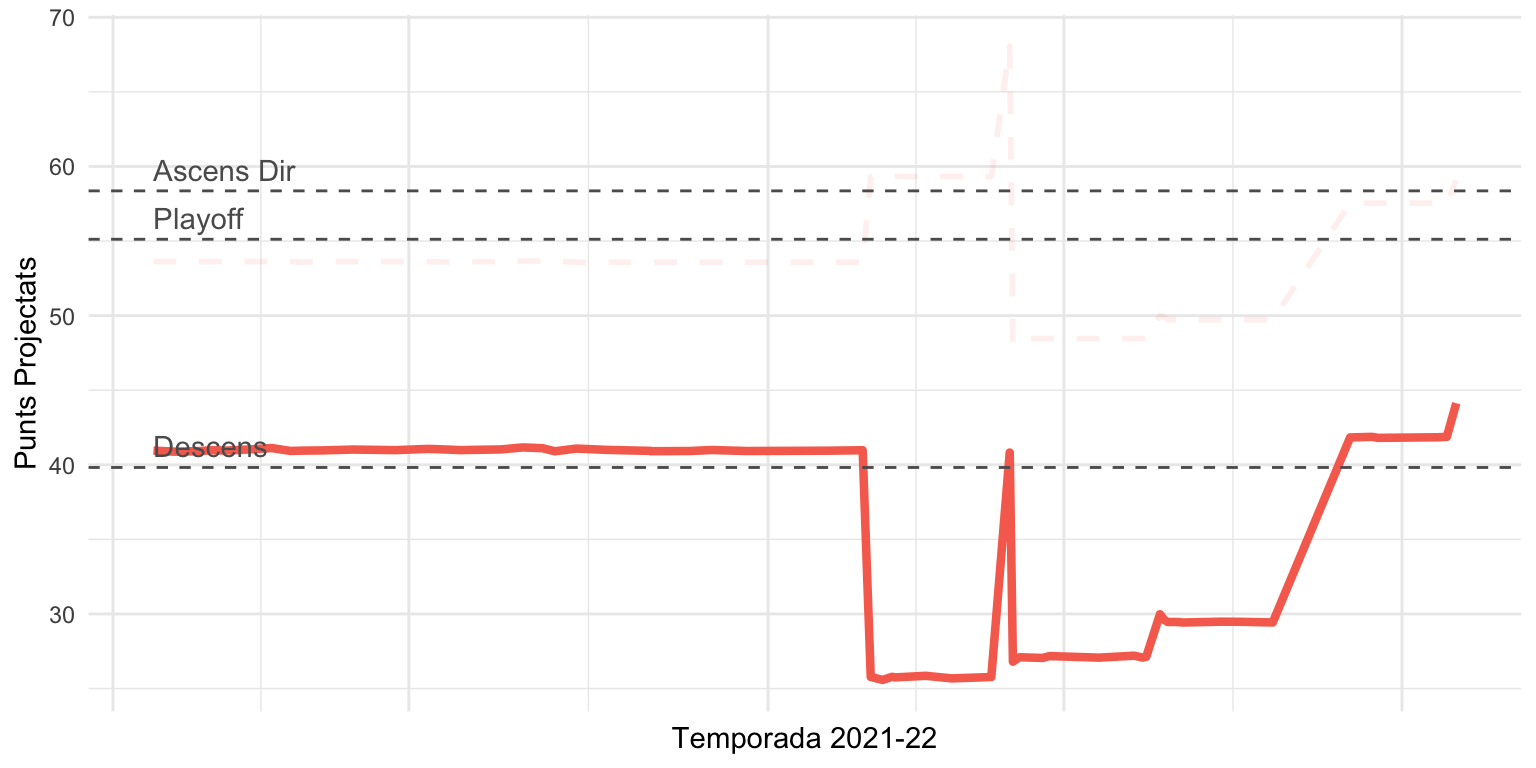 70
60
50
40
30
Punts Projectats
Ascens Dir
Playoff
Descens
Temporada 2021-22